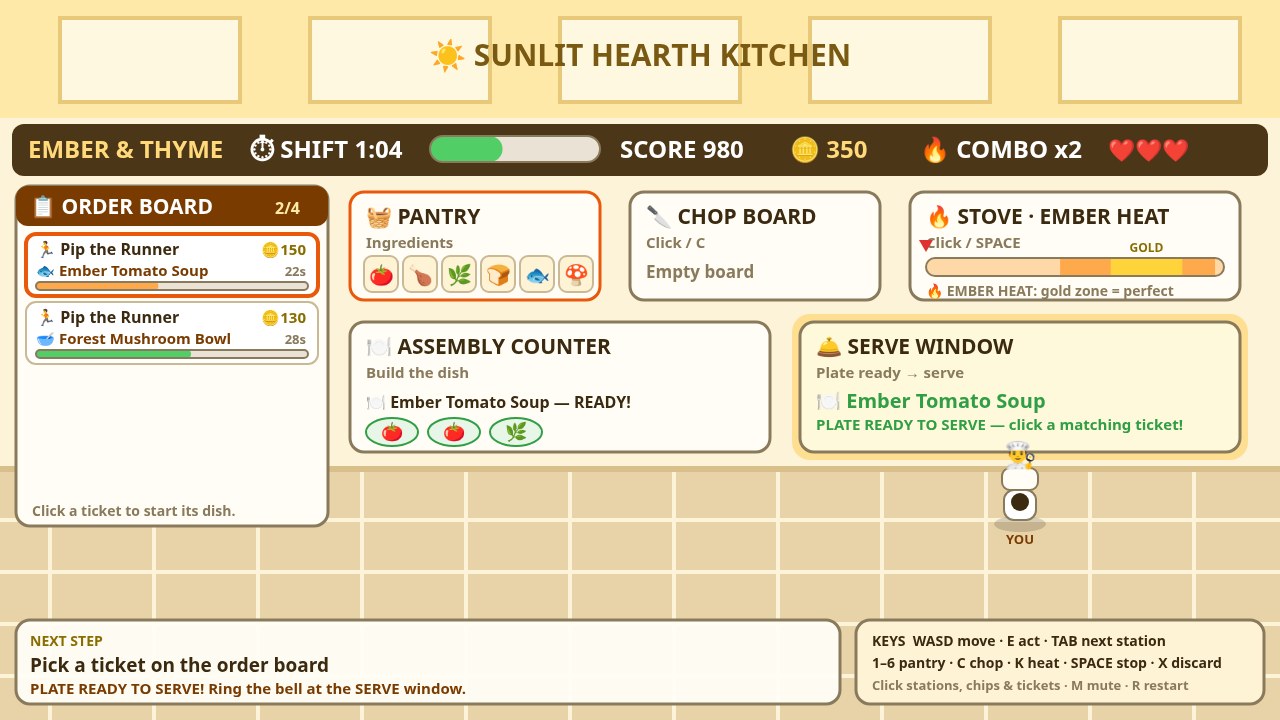 ☀️ SUNLIT HEARTH KITCHEN
EMBER & THYME ⏱ SHIFT 1:04 SCORE 980 🪙 350 🔥 COMBO x2 ❤️❤️❤️
📋 ORDER BOARD 2/4
🏃 Pip the Runner 🪙150
🐟 Ember Tomato Soup 22s
🏃 Pip the Runner 🪙130
🥣 Forest Mushroom Bowl 28s
Click a ticket to start its dish.
🧺 PANTRY
Ingredients
🔪 CHOP BOARD
Click / C
Empty board
🔥 STOVE · EMBER HEAT
Click / SPACE
GOLD
🔥 EMBER HEAT: gold zone = perfect
🍽️ ASSEMBLY COUNTER
Build the dish
🍽️ Ember Tomato Soup — READY!
🛎️ SERVE WINDOW
Plate ready → serve
🍽️ Ember Tomato Soup
PLATE READY TO SERVE — click a matching ticket!
YOU
NEXT STEP
Pick a ticket on the order board
PLATE READY TO SERVE! Ring the bell at the SERVE window.
KEYS WASD move · E act · TAB next station
1–6 pantry · C chop · K heat · SPACE stop · X discard
Click stations, chips & tickets · M mute · R restart